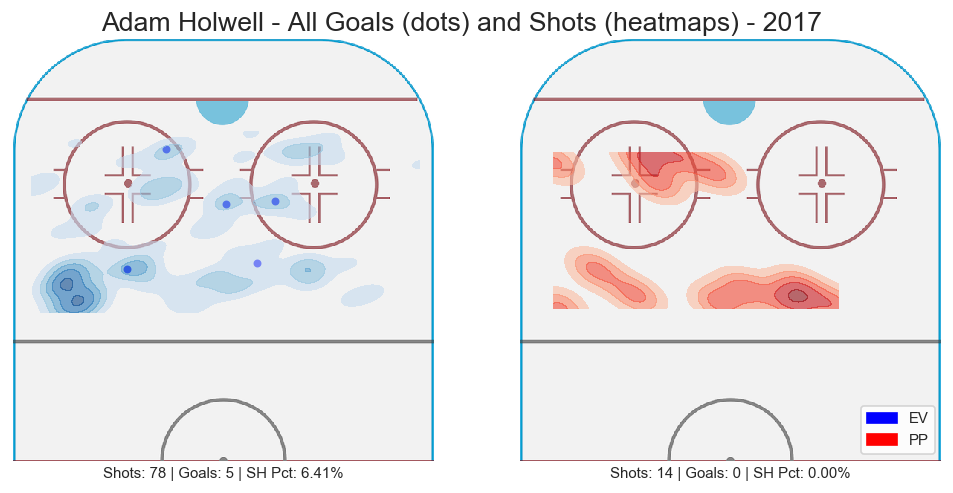 Adam Holwell - All Goals (dots) and Shots (heatmaps) - 2017
EV
PP
Shots: 78 | Goals: 5 | SH Pct: 6.41%
Shots: 14 | Goals: 0 | SH Pct: 0.00%